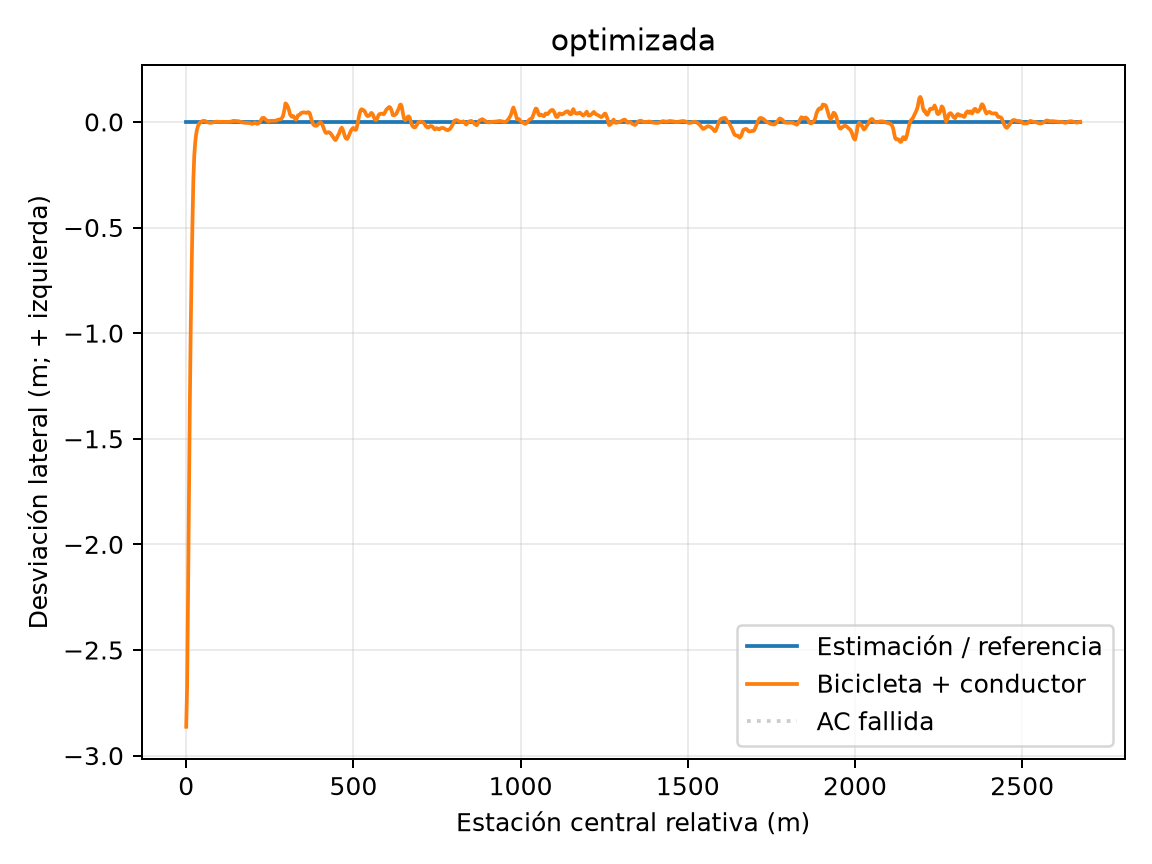 optimizada
0.0
−0.5
−1.0
−1.5
−2.0
−2.5
−3.0
Desviación lateral (m; + izquierda)
Estimación / referencia
Bicicleta + conductor
AC fallida
0 500 1000 1500 2000 2500
Estación central relativa (m)